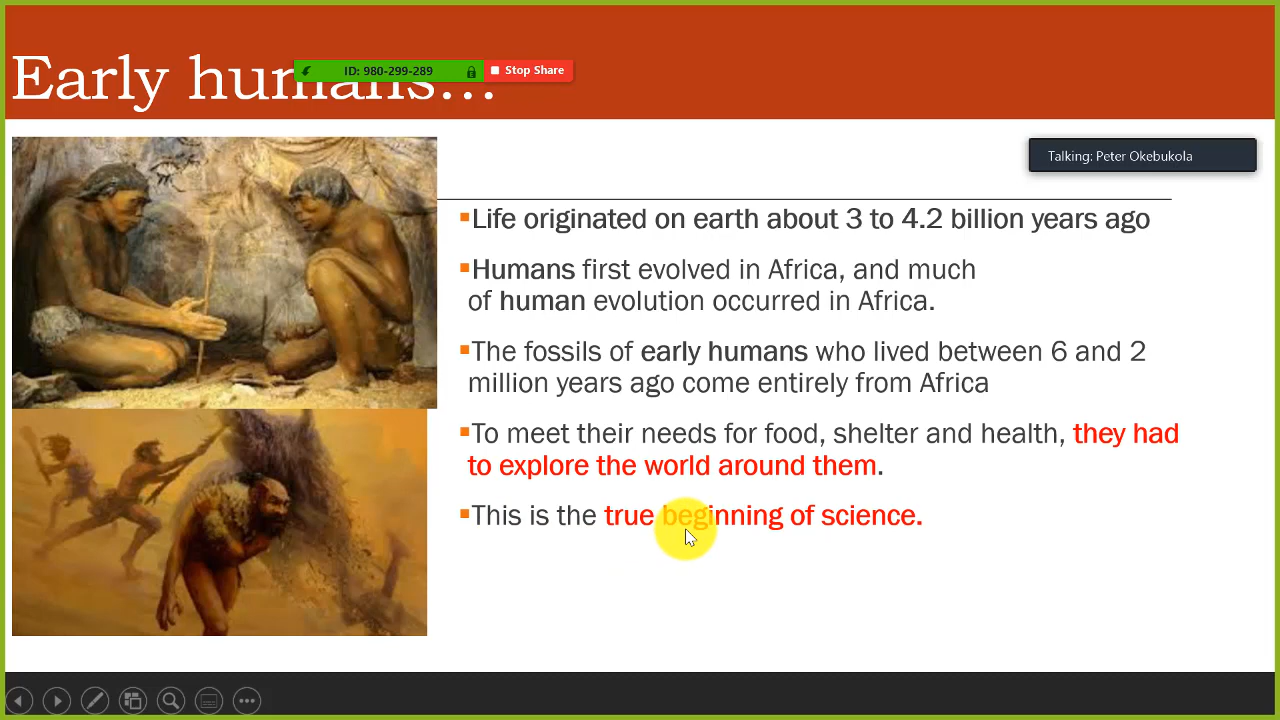 Early humans...
ID: 980-299-289
Stop Share
Talking: Peter Okebukola
Life originated on earth about 3 to 4.2 billion years ago
Humans first evolved in Africa, and much
of human evolution occurred in Africa.
The fossils of early humans who lived between 6 and 2
million years ago come entirely from Africa
To meet their needs for food, shelter and health, they had
to explore the world around them.
This is the true beginning of science.